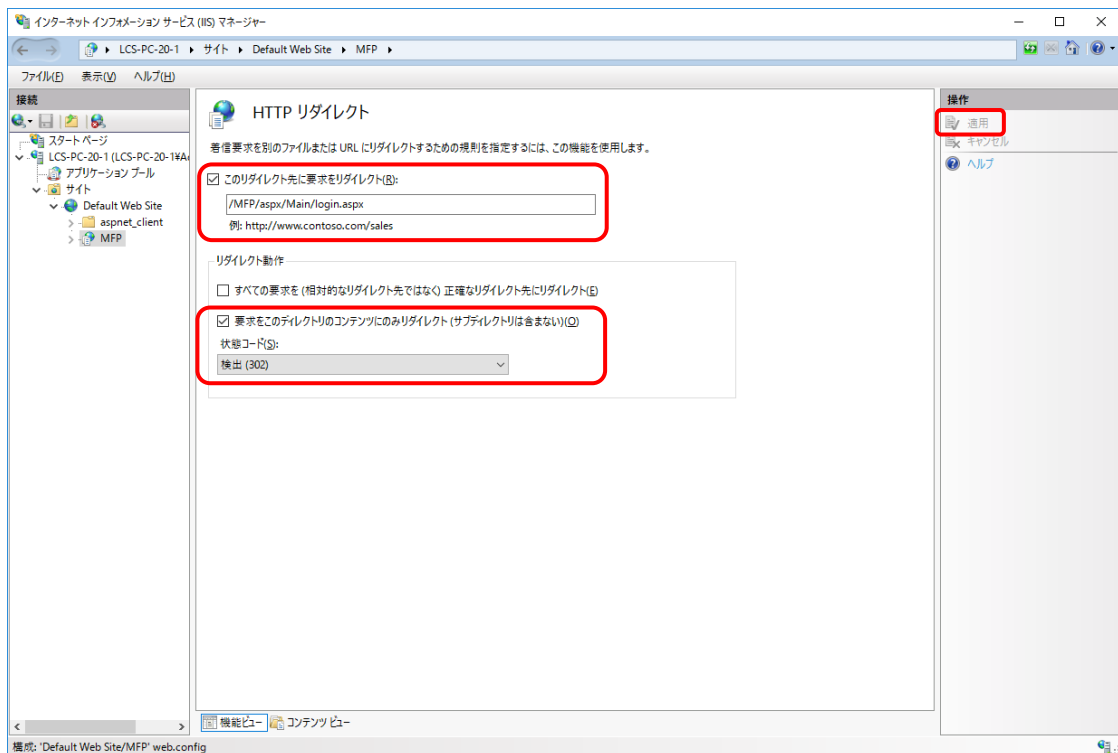 インターネット インフォメーション サービス (IIS) マネージャー
LCS-PC-20-1 サイト Default Web Site MFP
ファイル(F) 表示(V) ヘルプ(H)
接続
スタート ページ
LCS-PC-20-1 (LCS-PC-20-1¥Ac
アプリケーション プール
サイト
Default Web Site
aspnet_client
MFP
HTTP リダイレクト
着信要求を別のファイルまたは URL にリダイレクトするための規則を指定するには、この機能を使用します。
このリダイレクト先に要求をリダイレクト(R):
/MFP/aspx/Main/login.aspx
例: http://www.contoso.com/sales
リダイレクト動作
すべての要求を (相対的なリダイレクト先ではなく) 正確なリダイレクト先にリダイレクト(E)
要求をこのディレクトリのコンテンツにのみリダイレクト (サブディレクトリは含まない)(O)
状態コード(S):
検出 (302)
機能ビュー コンテンツ ビュー
操作
適用
キャンセル
ヘルプ
構成: 'Default Web Site/MFP' web.config